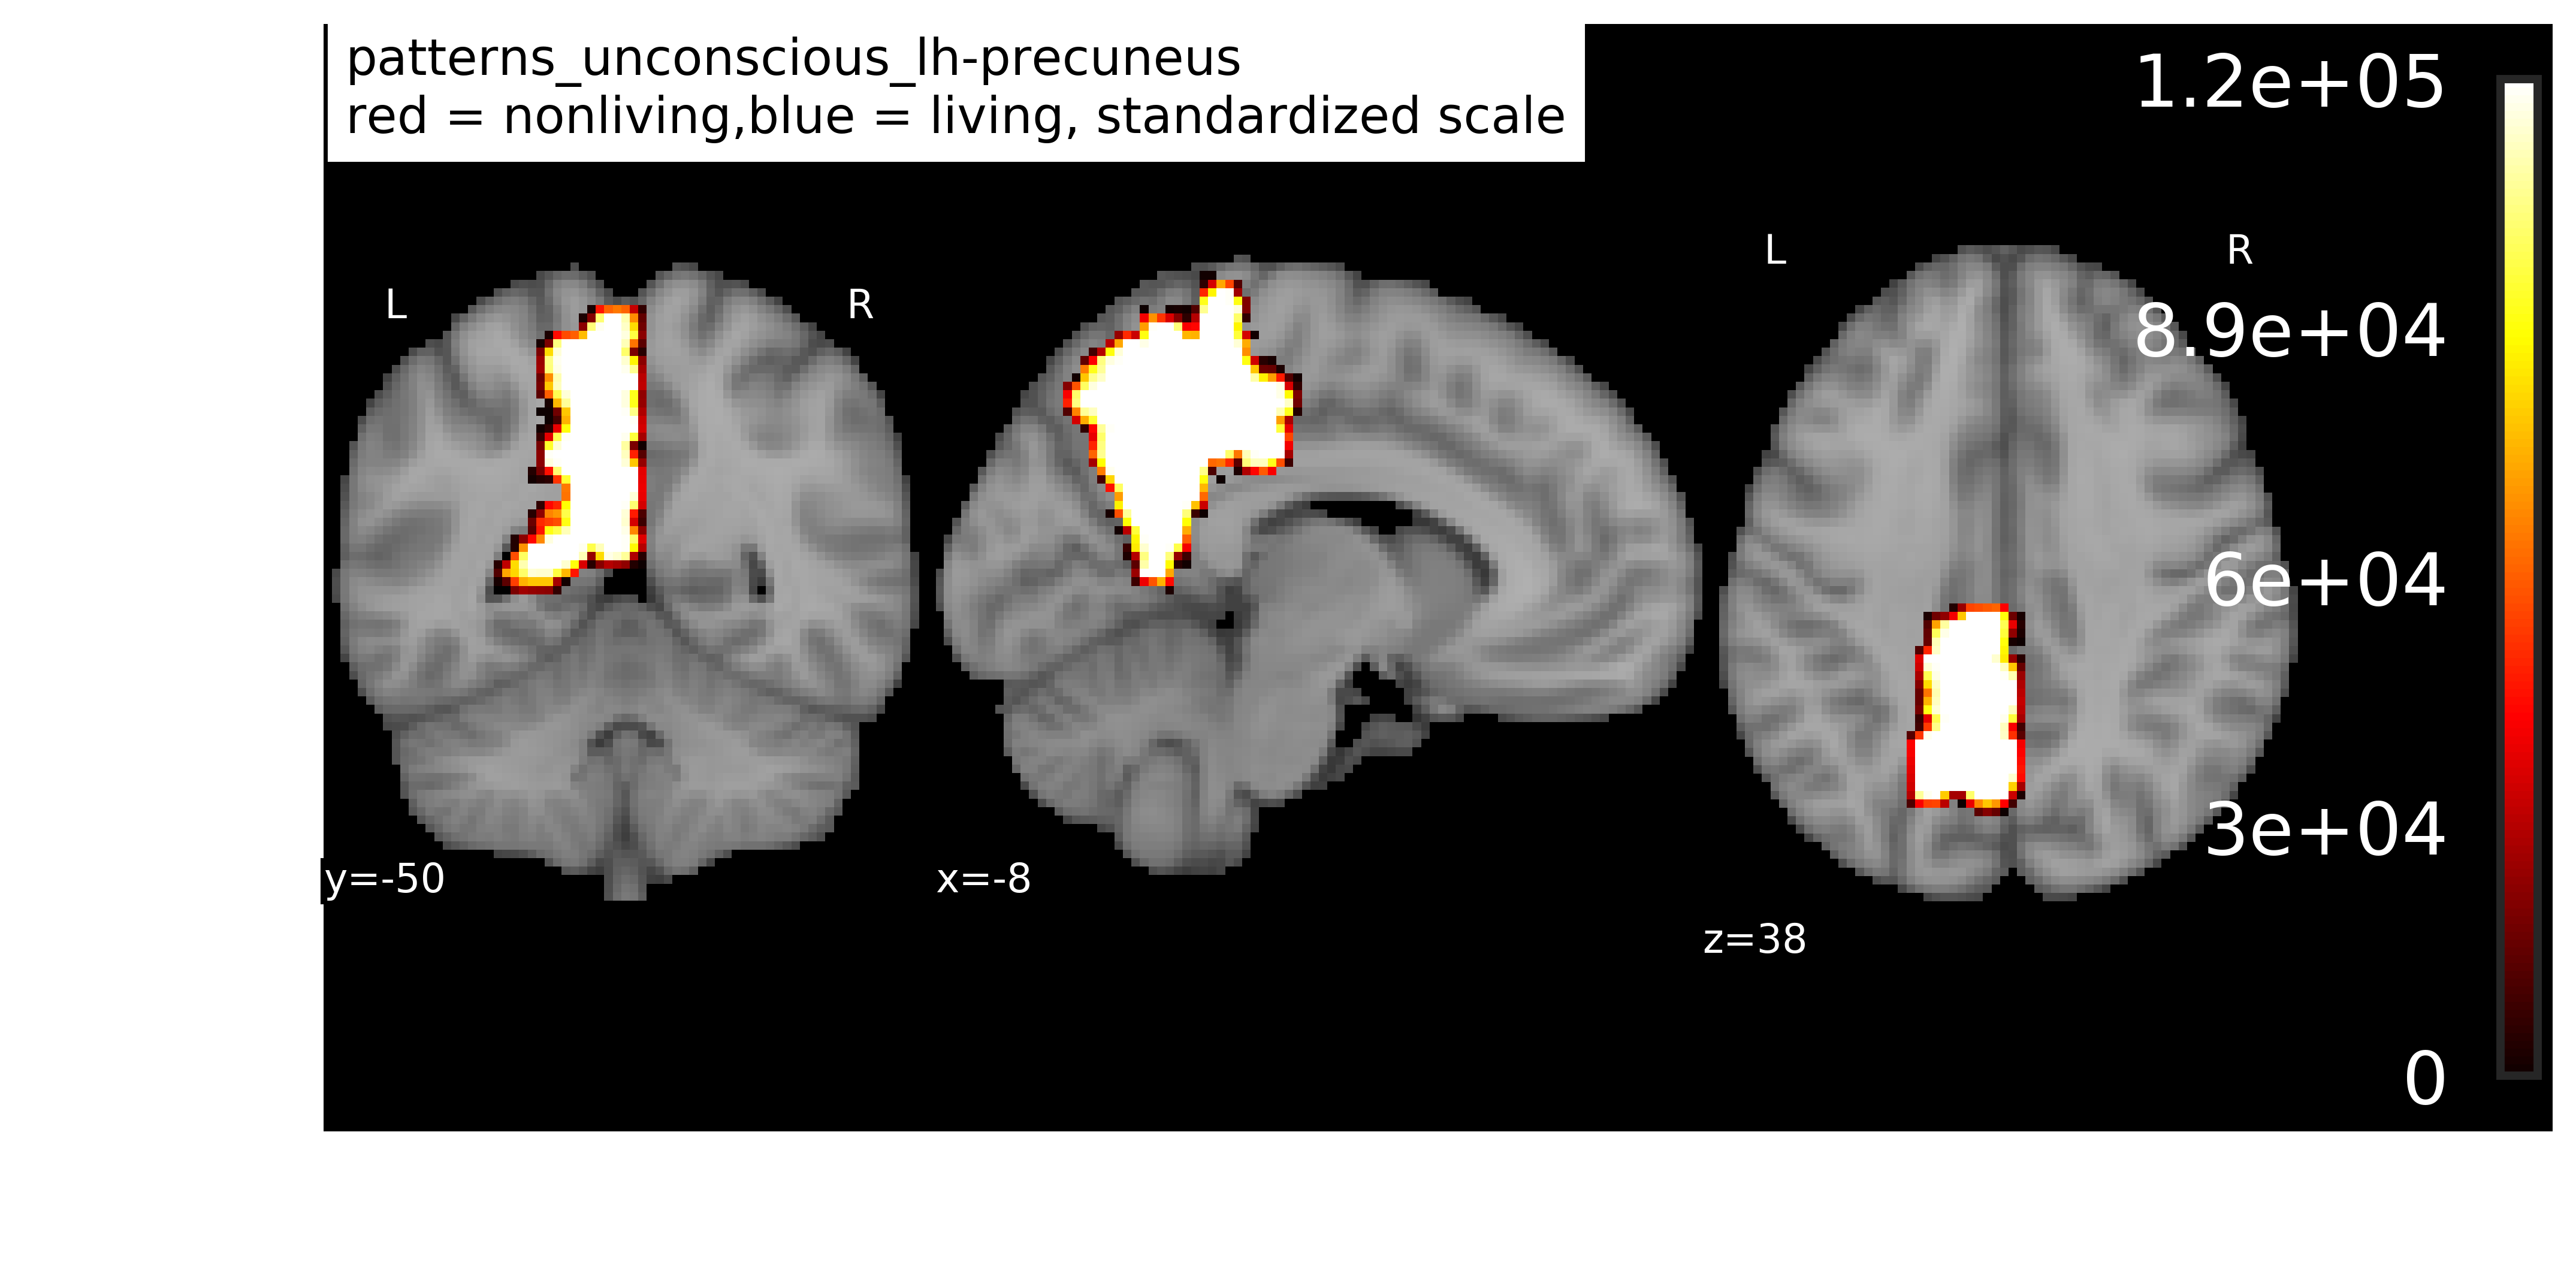 patterns_unconscious_lh-precuneus
red = nonliving,blue = living, standardized scale
1.2e+05
L
R
L
R
8.9e+04
6e+04
3e+04
y=-50
x=-8
z=38
0